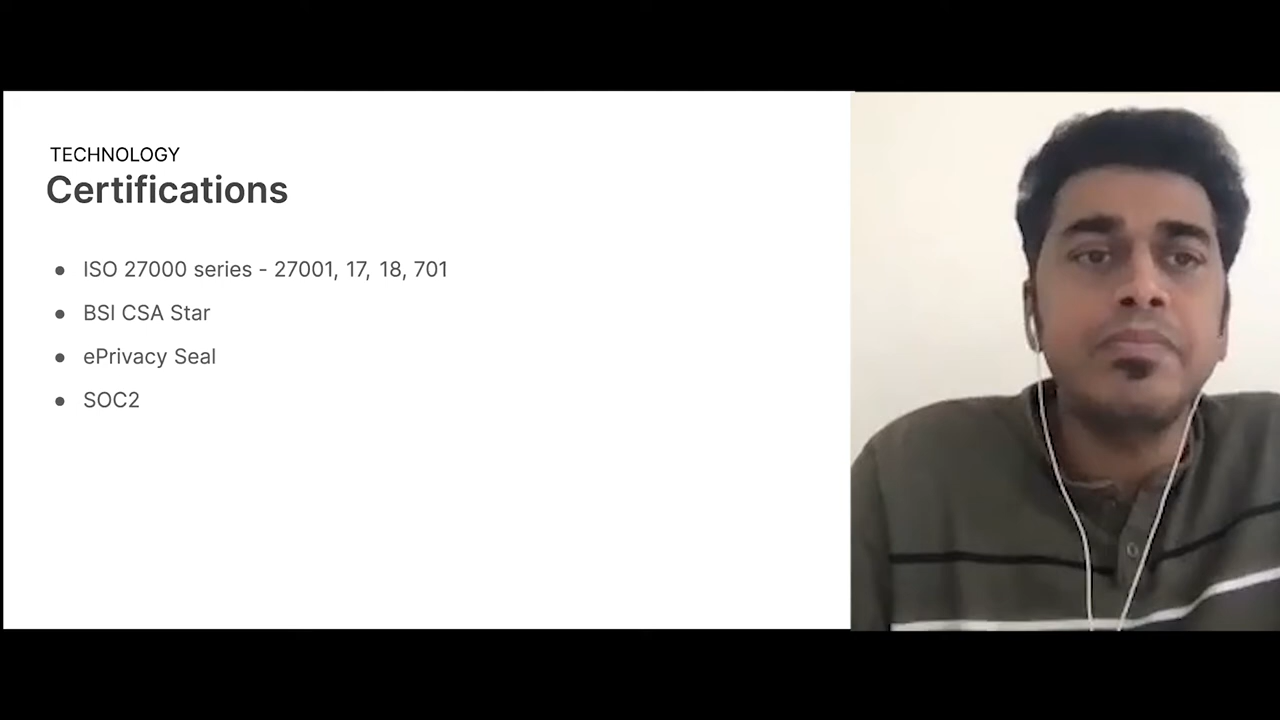 TECHNOLOGY
Certifications
● ISO 27000 series - 27001, 17, 18, 701
● BSI CSA Star
● ePrivacy Seal
● SOC2